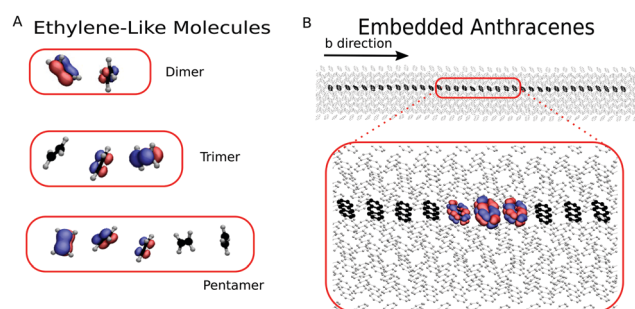 A
Ethylene-Like Molecules
Dimer
Trimer
Pentamer
B
Embedded Anthracenes
b direction